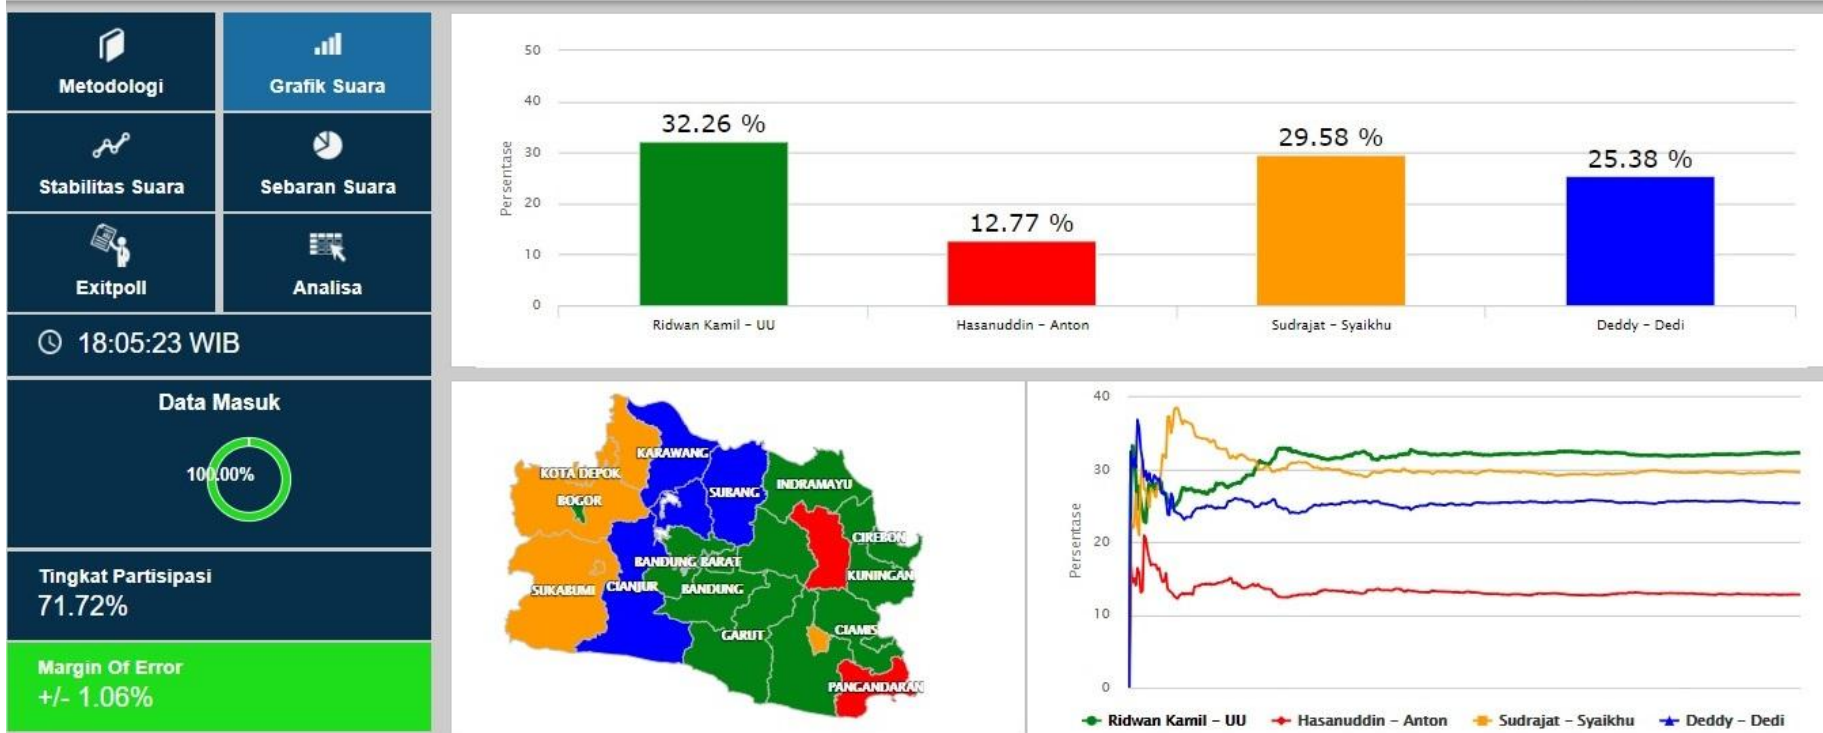 Metodologi
Grafik Suara
Stabilitas Suara
Sebaran Suara
Exitpoll
Analisa
18:05:23 WIB
Data Masuk
100.00%
Tingkat Partisipasi
71.72%
Margin Of Error
+/- 1.06%
Persentase
50
40
30
20
10
0
32.26 %
12.77 %
29.58 %
25.38 %
Ridwan Kamil - UU
Hasanuddin - Anton
Sudrajat - Syaikhu
Deddy - Dedi
KARAWANG
KOTA DEPOK
BOGOR
SUBANG
INDRAMAYU
CIREBON
BANDUNG BARAT
KUNINGAN
SUKABUMI
CIANJUR
BANDUNG
GARUT
CIAMIS
PANGANDARAN
Persentase
40
30
20
10
0
Ridwan Kamil - UU
Hasanuddin - Anton
Sudrajat - Syaikhu
Deddy - Dedi